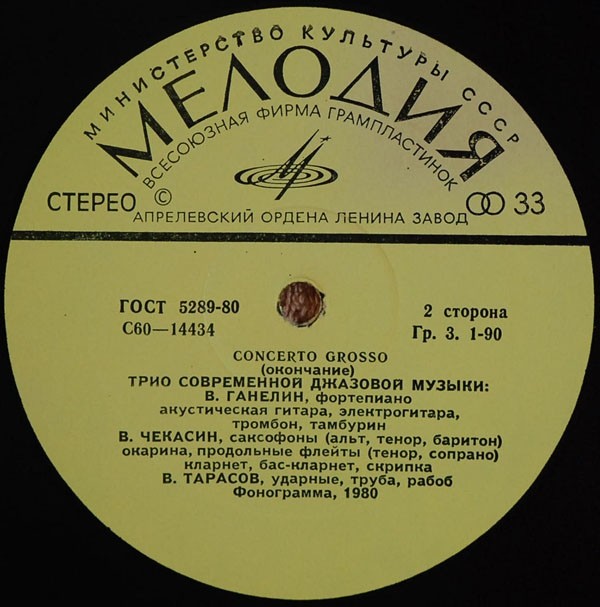 МИНИСТЕРСТВО КУЛЬТУРЫ СССР
МЕЛОДИЯ
ВСЕСОЮЗНАЯ ФИРМА ГРАМПЛАСТИНОК
СТЕРЕО © 33
АПРЕЛЕВСКИЙ ОРДЕНА ЛЕНИНА ЗАВОД
ГОСТ 5289-80 2 сторона
С60—14434 Гр. 3. 1-90
CONCERTO GROSSO
(окончание)
ТРИО СОВРЕМЕННОЙ ДЖАЗОВОЙ МУЗЫКИ:
В. ГАНЕЛИН, фортепиано
акустическая гитара, электрогитара,
тромбон, тамбурин
В. ЧЕКАСИН, саксофоны (альт, тенор, баритон)
окарина, продольные флейты (тенор, сопрано)
кларнет, бас-кларнет, скрипка
В. ТАРАСОВ, ударные, труба, рабоб
Фонограмма, 1980